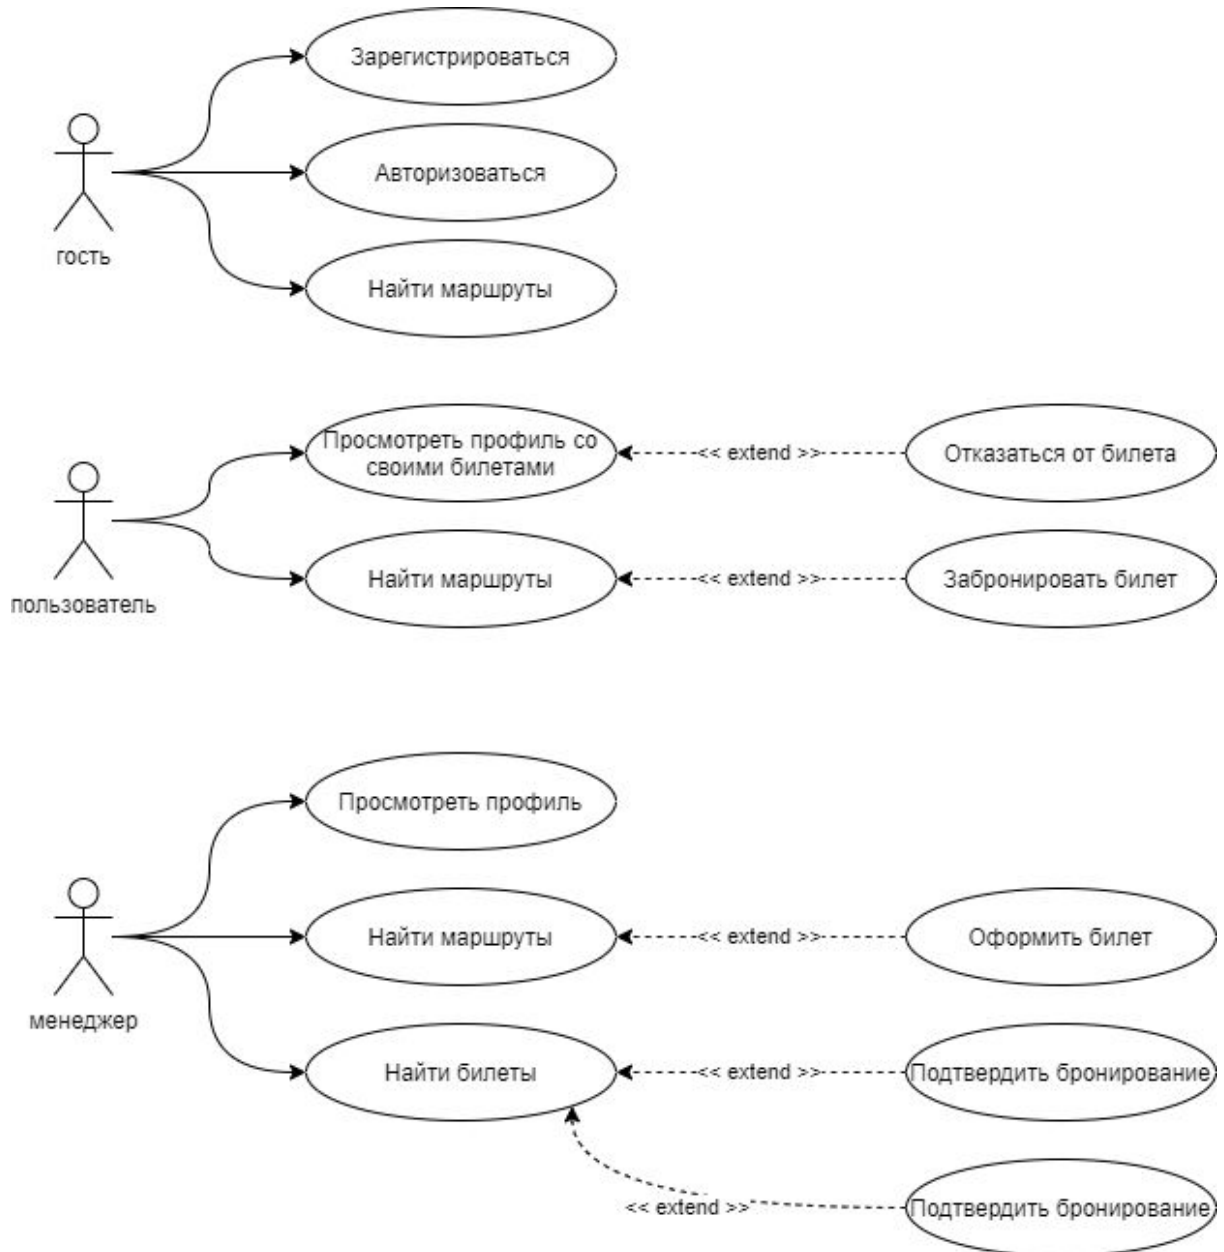 Зарегистрироваться
Авторизоваться
гость
Найти маршруты
Просмотреть профиль со
своими билетами
<< extend >>
Отказаться от билета
Найти маршруты
<< extend >>
Забронировать билет
пользователь
Просмотреть профиль
Найти маршруты
<< extend >>
Оформить билет
менеджер
Найти билеты
<< extend >>
Подтвердить бронирование
<< extend >>
Подтвердить бронирование